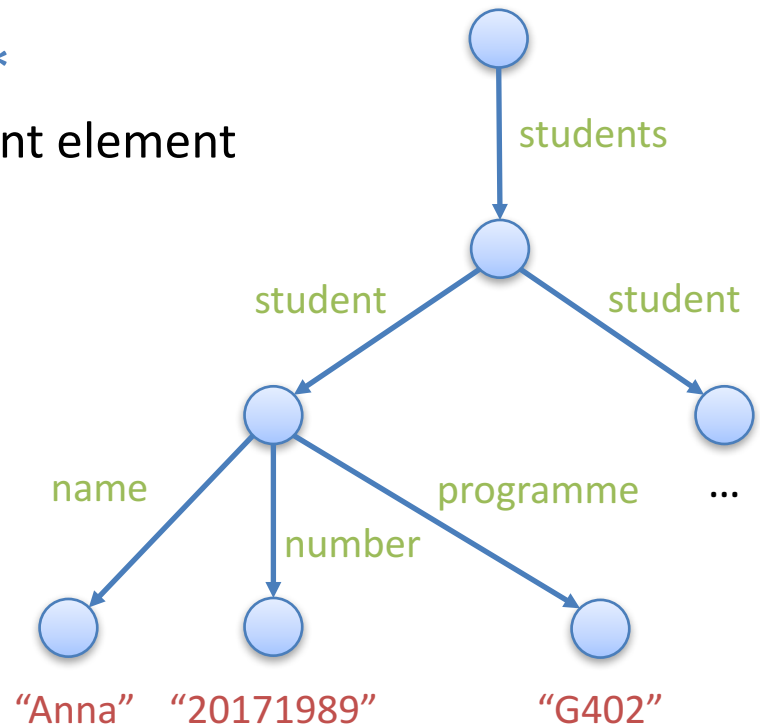 *
nt element
students
student student
name programme ...
number
“Anna” “20171989” “G402”